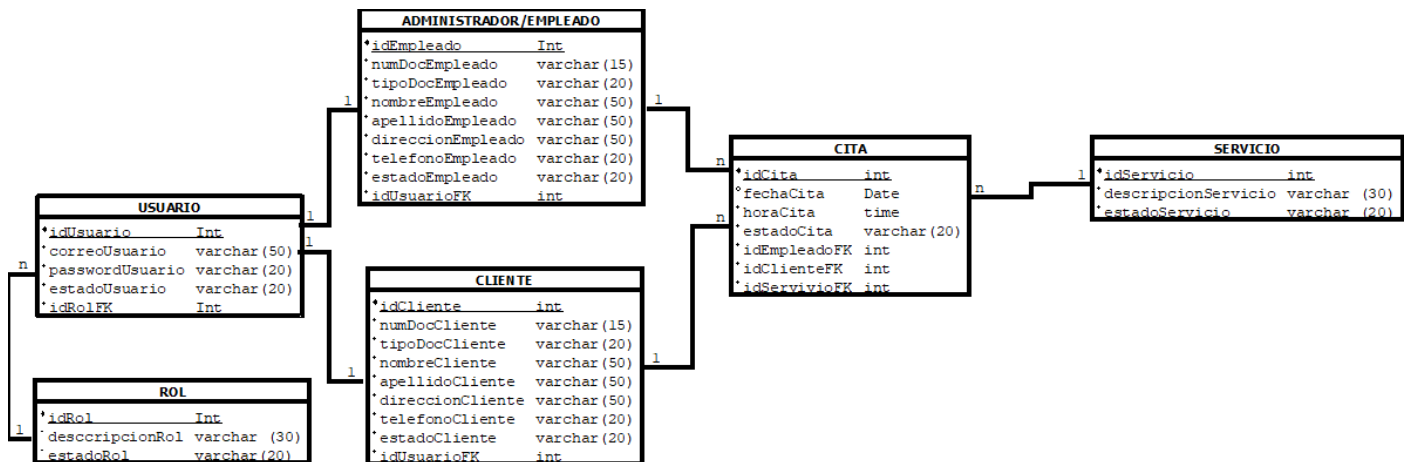 ADMINISTRADOR/EMPLEADO
idEmpleado Int
numDocEmpleado varchar(15)
tipoDocEmpleado varchar(20)
nombreEmpleado varchar(50)
apellidoEmpleado varchar(50)
direccionEmpleado varchar(50)
telefonoEmpleado varchar(20)
estadoEmpleado varchar(20)
idUsuarioFK int
1
1
USUARIO
idUsuario Int
correoUsuario varchar(50)
passwordUsuario varchar(20)
estadoUsuario varchar(20)
idRolFK Int
1
1
n
ROL
idRol Int
desccripcionRol varchar (30)
estadoRol varchar(20)
1
CLIENTE
idCliente int
numDocCliente varchar(15)
tipoDocCliente varchar(20)
nombreCliente varchar(50)
apellidoCliente varchar(50)
direccionCliente varchar(50)
telefonoCliente varchar(20)
estadoCliente varchar(20)
idUsuarioFK int
1
1
CITA
idCita int
fechaCita Date
horaCita time
estadoCita varchar(20)
idEmpleadoFK int
idClienteFK int
idServivioFK int
n
n
n
SERVICIO
idServicio int
descripcionServicio varchar (30)
estadoServicio varchar (20)
1